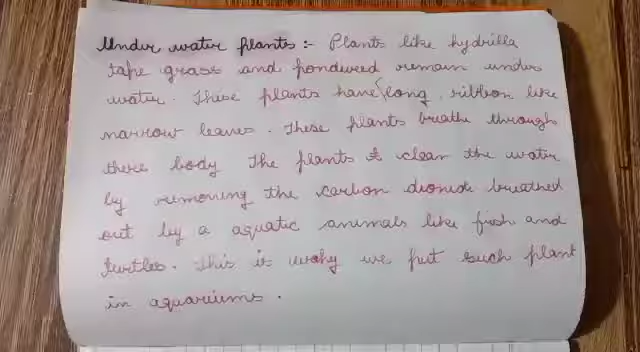 Under water plants :- Plants like hydrilla
tape grass and pondweed remain under
water. These plants have long, ribbon like
narrow leaves. These plants breathe through
there body The plants clean the water
by removing the carbon dioxide breathed
out by a aquatic animals like fish and
turtles. This is wahy we put such plant
in aquariums.